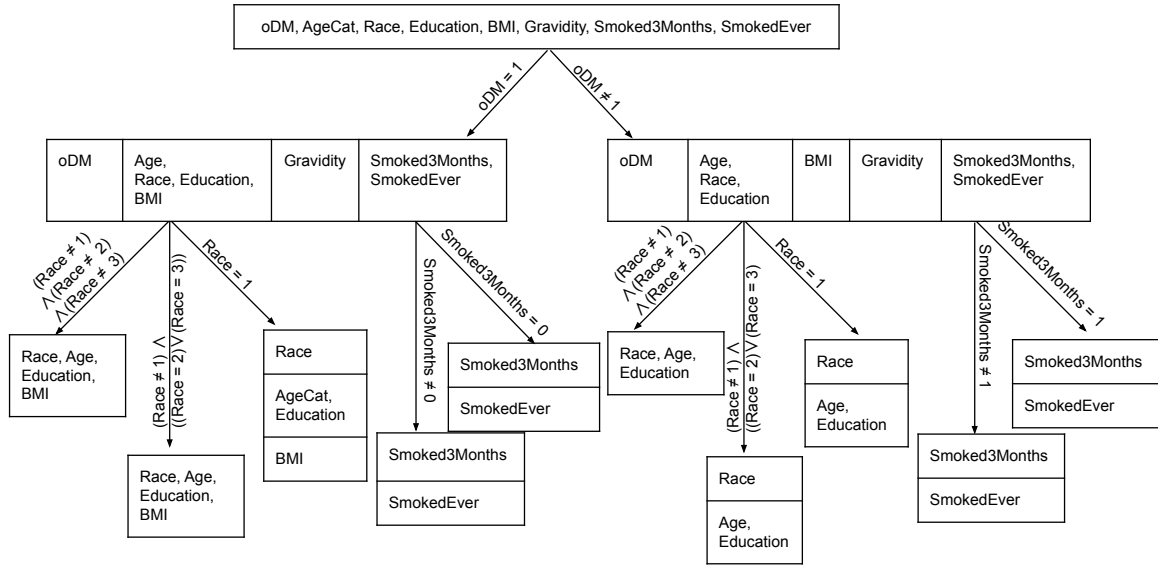 oDM, AgeCat, Race, Education, BMI, Gravidity, Smoked3Months, SmokedEver
oDM = 1
oDM ≠ 1
oDM
Age,
Race, Education,
BMI
Gravidity
Smoked3Months,
SmokedEver
oDM
Age,
Race,
Education
BMI
Gravidity
Smoked3Months,
SmokedEver
(Race ≠ 1)
∧ (Race ≠ 2)
∧ (Race ≠ 3)
(Race ≠ 1) ∧
((Race = 2) ∨ (Race = 3))
Race = 1
Smoked3Months ≠ 0
Smoked3Months = 0
(Race ≠ 1)
∧ (Race ≠ 2)
∧ (Race ≠ 3)
(Race ≠ 1) ∧
((Race = 2) ∨ (Race = 3)
Race = 1
Smoked3Months ≠ 1
Smoked3Months = 1
Race, Age,
Education,
BMI
Race, Age,
Education,
BMI
Race
AgeCat,
Education
BMI
Smoked3Months
SmokedEver
Smoked3Months
SmokedEver
Race, Age,
Education
Race
Age,
Education
Race
Age,
Education
Smoked3Months
SmokedEver
Smoked3Months
SmokedEver